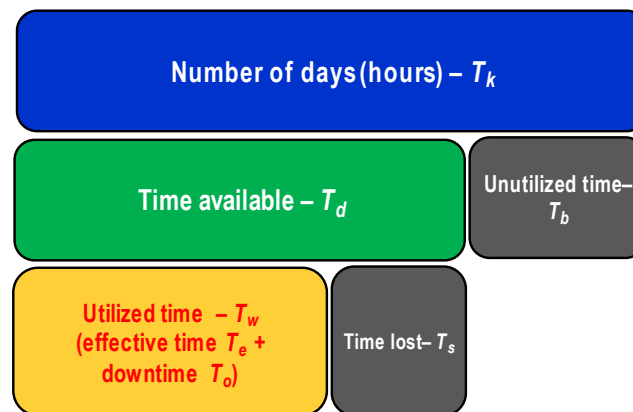 Number of days (hours) – Tk
Time available – Td
Unutilized time–
Tb
Utilized time – Tw
(effective time Te +
downtime To)
Time lost– Ts